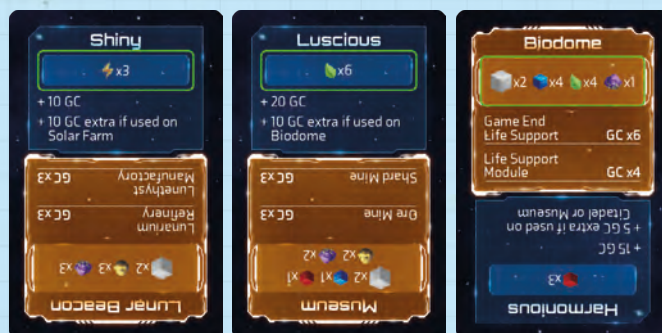 Shiny
x3
+ 10 GC
+ 10 GC extra if used on
Solar Farm
Lunar Beacon
x2 x3 x3
Lunarium
Refinery GC x3
Lunethyst
Manufactory GC x3
Luscious
x6
+ 20 GC
+ 10 GC extra if used on
Biodome
Museum
x2 x1 x1
x2 x2
Ore Mine GC x3
Shard Mine GC x3
Biodome
x2 x4 x4 x1
Game End
Life Support GC x6
Life Support
Module GC x4
Harmonious
x3
+ 15 GC
+ 5 GC extra if used on
Citadel or Museum